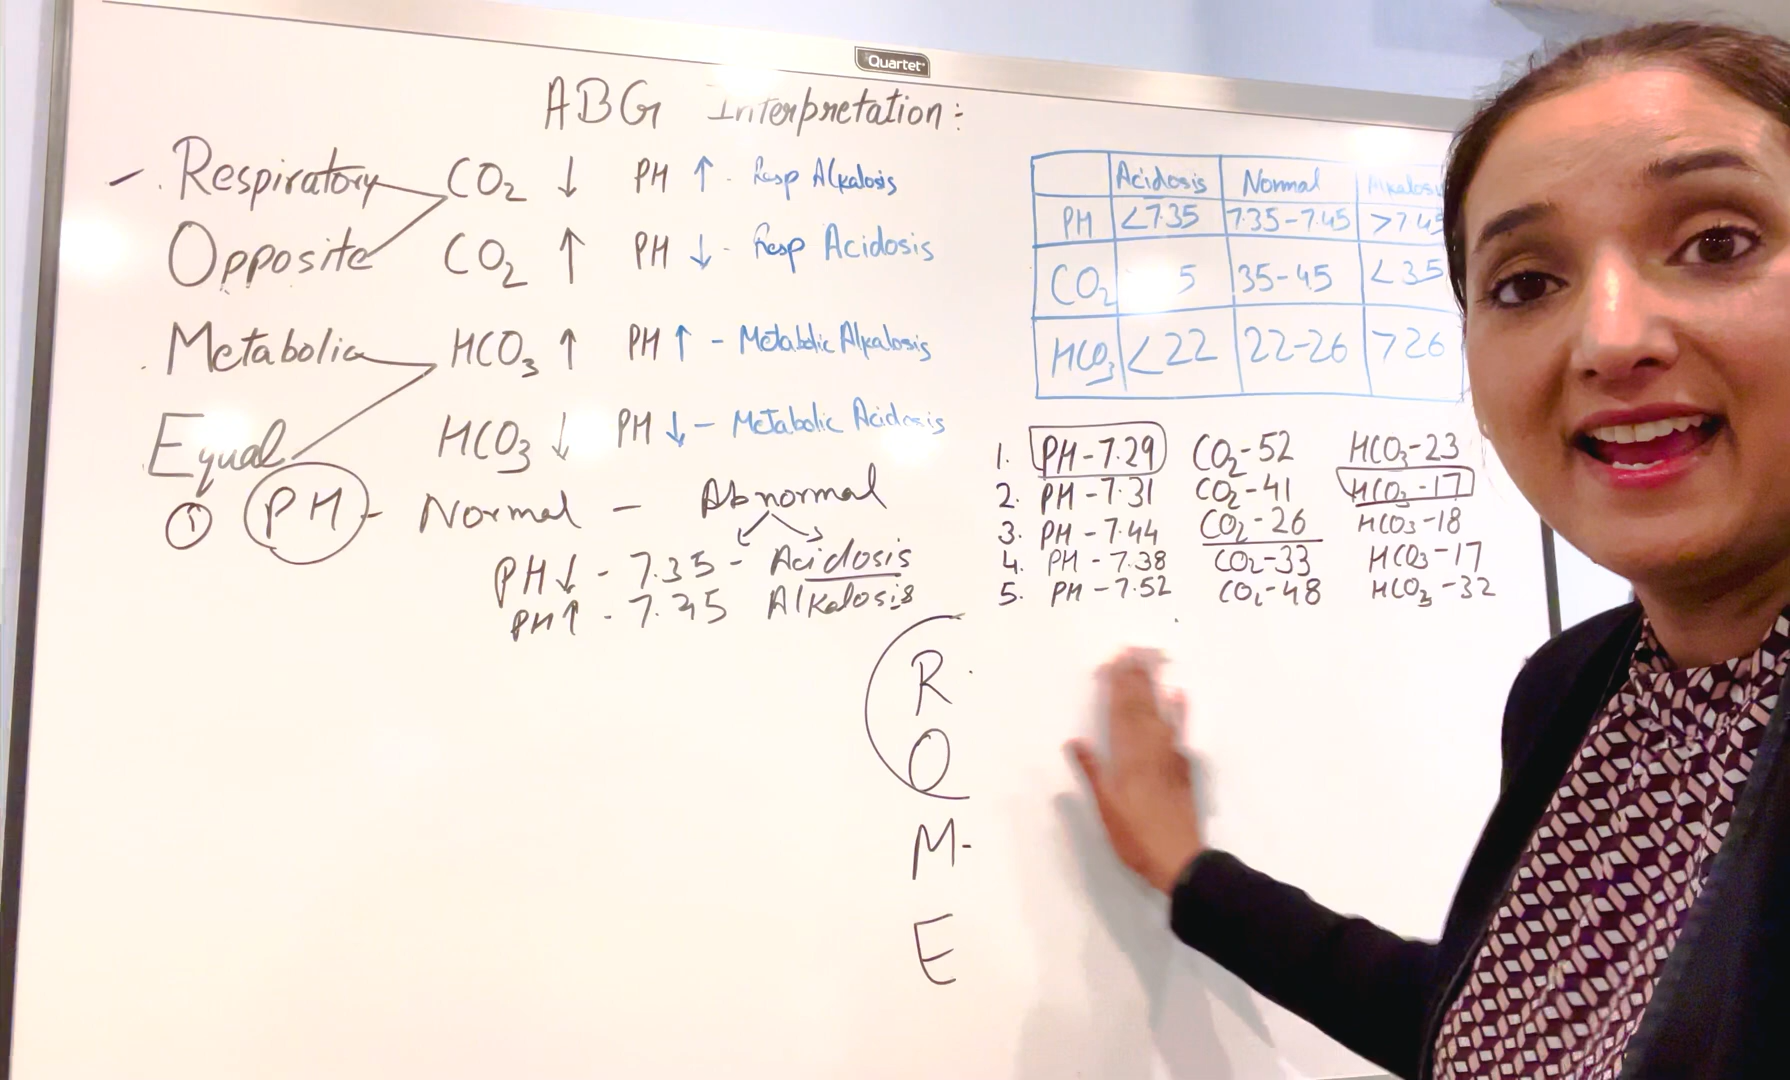 Quartet
ABG Interpretation:
Respiratory CO₂ ↓ PH ↑ - Resp Alkalosis
Opposite CO₂ ↑ PH ↓ - Resp Acidosis
Metabolic HCO₃ ↑ PH ↑ - Metabolic Alkalosis
Equal HCO₃ ↓ PH ↓ - Metabolic Acidosis
① PH - Normal - Abnormal
PH↓ - 7.35 - Acidosis
PH↑ - 7.45 Alkalosis
Acidosis Normal Alkalosis
PH <7.35 7.35-7.45 >7.45
CO₂ 5 35-45 <35
HCO₃ <22 22-26 >26
1. PH-7.29 CO₂-52 HCO₃-23
2. PH-7.31 CO₂-41 HCO₃-17
3. PH-7.44 CO₂-26 HCO₃-18
4. PH-7.38 CO₂-33 HCO₃-17
5. PH-7.52 CO₂-48 HCO₃-32
R
O
M-
E